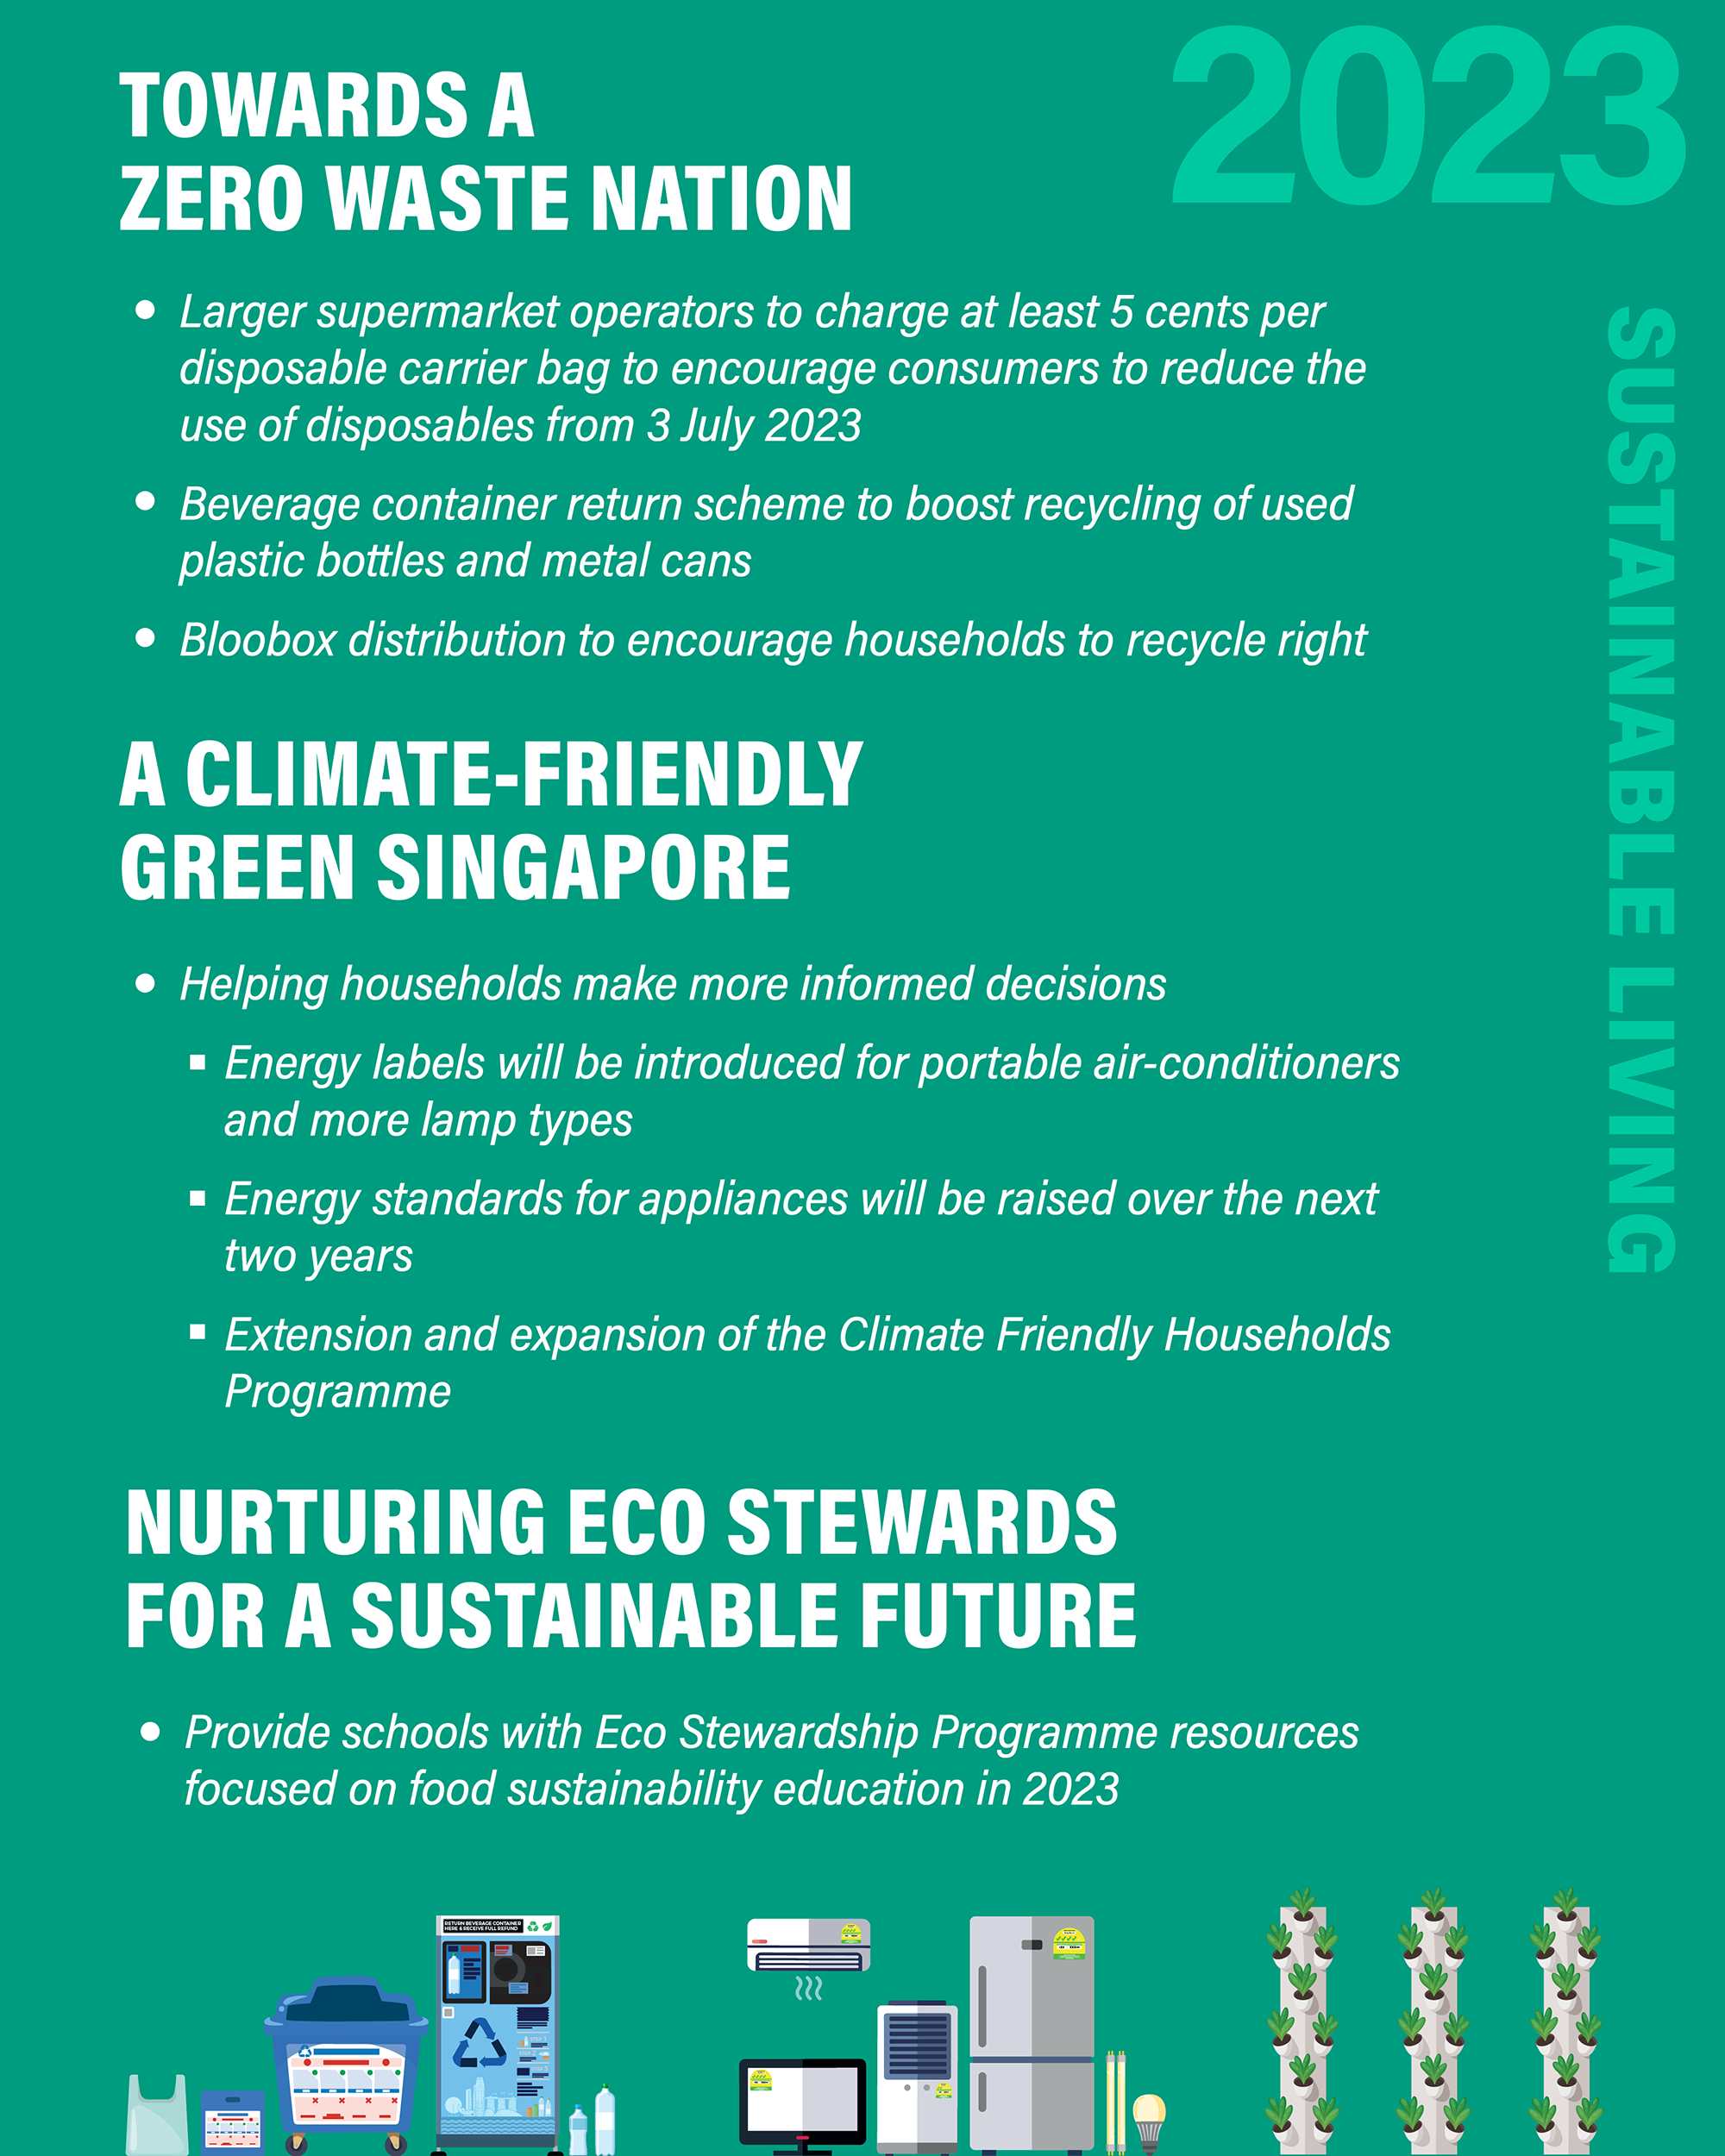 2023
TOWARDS A
ZERO WASTE NATION
Larger supermarket operators to charge at least 5 cents per
disposable carrier bag to encourage consumers to reduce the
use of disposables from 3 July 2023
Beverage container return scheme to boost recycling of used
plastic bottles and metal cans
Bloobox distribution to encourage households to recycle right
SUSTAINABLE LIVING
A CLIMATE-FRIENDLY
GREEN SINGAPORE
Helping households make more informed decisions
Energy labels will be introduced for portable air-conditioners
and more lamp types
Energy standards for appliances will be raised over the next
two years
Extension and expansion of the Climate Friendly Households
Programme
NURTURING ECO STEWARDS
FOR A SUSTAINABLE FUTURE
Provide schools with Eco Stewardship Programme resources
focused on food sustainability education in 2023
RETURN BEVERAGE CONTAINER
HERE & RECEIVE FULL REFUND